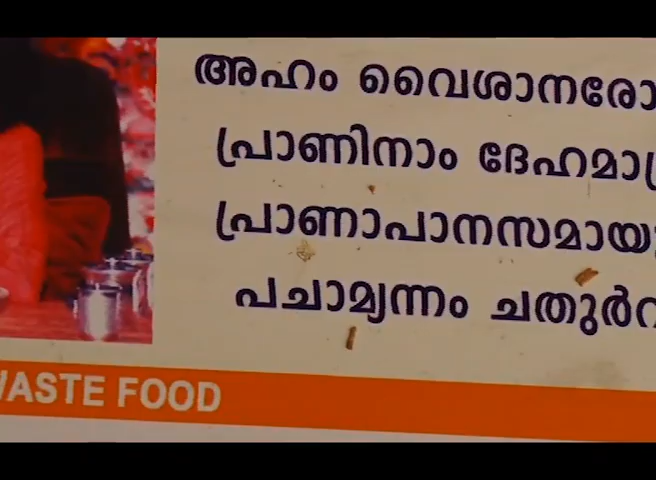 അഹം വൈശാനരോ
പ്രാണിനാം ദേഹമാ
പ്രാണാപാനസമായ
പചാമ്യന്നം ചതുർ
WASTE FOOD